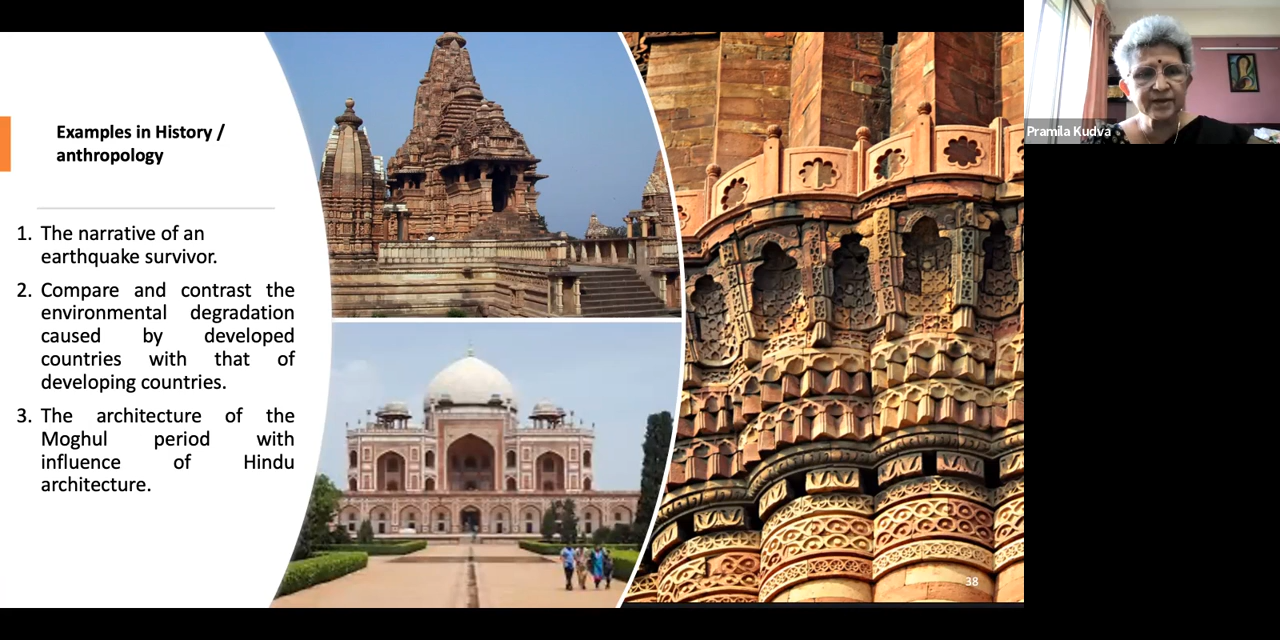 Examples in History /
anthropology
1. The narrative of an
earthquake survivor.
2. Compare and contrast the
environmental degradation
caused by developed
countries with that of
developing countries.
3. The architecture of the
Moghul period with
influence of Hindu
architecture.
38
Pramila Kudva